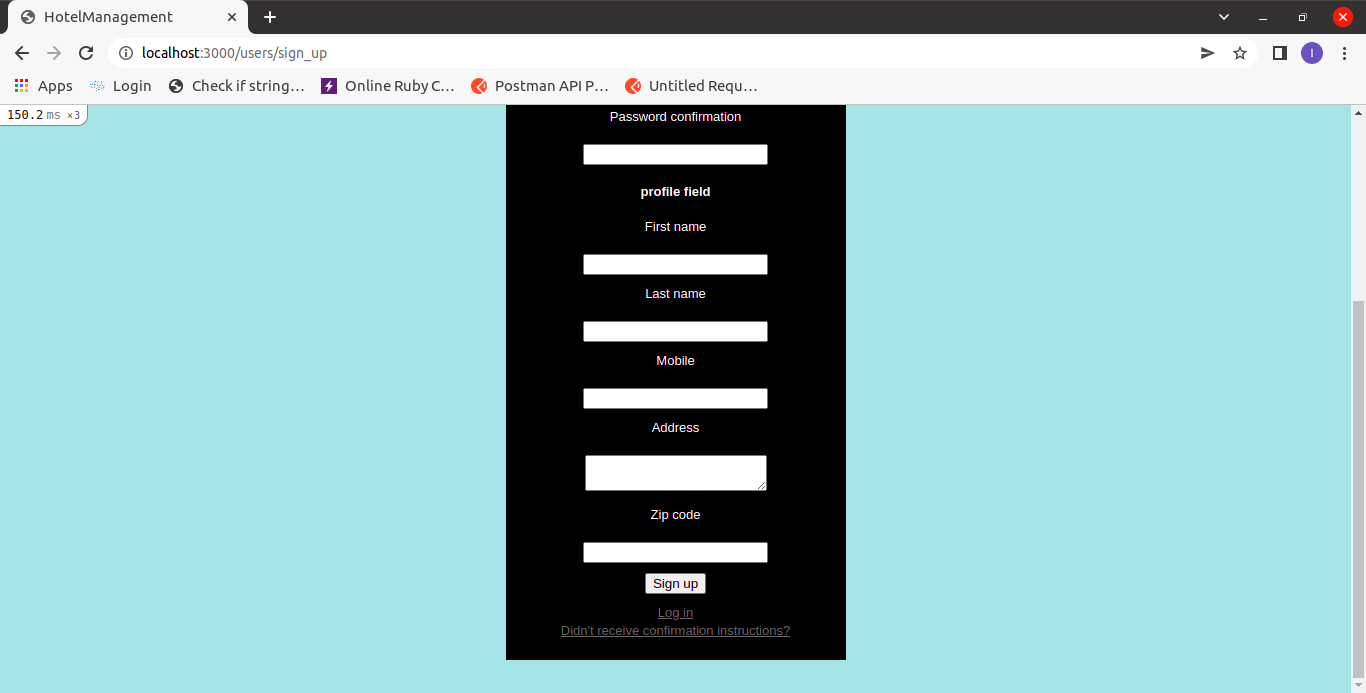 HotelManagement
localhost:3000/users/sign_up
I
Apps Login Check if string... Online Ruby C... Postman API P... Untitled Requ...
150.2 ms ×3
Password confirmation
profile field
First name
Last name
Mobile
Address
Zip code
Sign up
Log in
Didn't receive confirmation instructions?